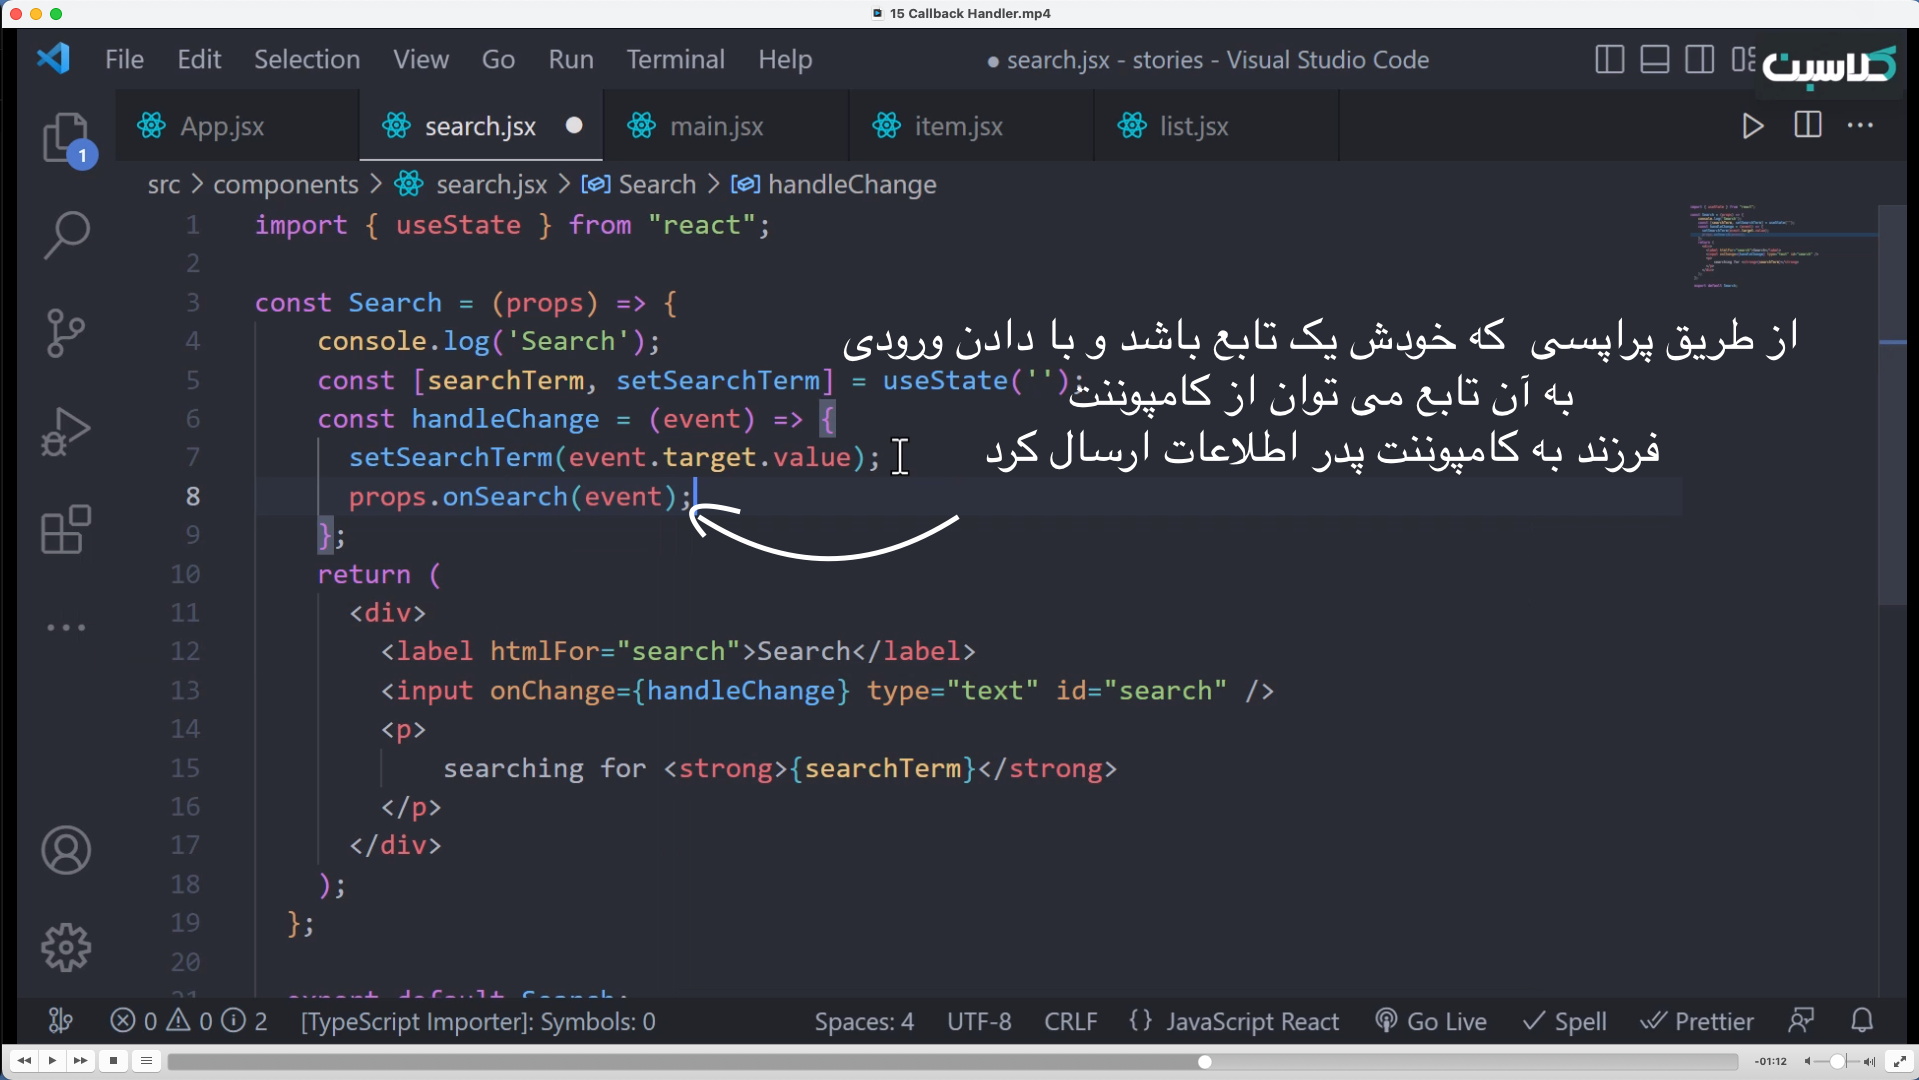 15 Callback Handler.mp4
File Edit Selection View Go Run Terminal Help
● search.jsx - stories - Visual Studio Code
کلاسیت
App.jsx search.jsx main.jsx item.jsx list.jsx
1
src > components > search.jsx > Search > handleChange
1 import { useState } from "react";
2
3 const Search = (props) => {
4 console.log('Search');
5 const [searchTerm, setSearchTerm] = useState('');
6 const handleChange = (event) => {
7 setSearchTerm(event.target.value);
8 props.onSearch(event);
9 };
10 return (
11 <div>
12 <label htmlFor="search">Search</label>
13 <input onChange={handleChange} type="text" id="search" />
14 <p>
15 searching for <strong>{searchTerm}</strong>
16 </p>
17 </div>
18 );
19 };
20
21 export default Search;
از طریق پراپسی که خودش یک تابع باشد و با دادن ورودی
به آن تابع می توان از کامپوننت
فرزند به کامپوننت پدر اطلاعات ارسال کرد
0 0 2 [TypeScript Importer]: Symbols: 0 Spaces: 4 UTF-8 CRLF {} JavaScript React Go Live Spell Prettier
-01:12